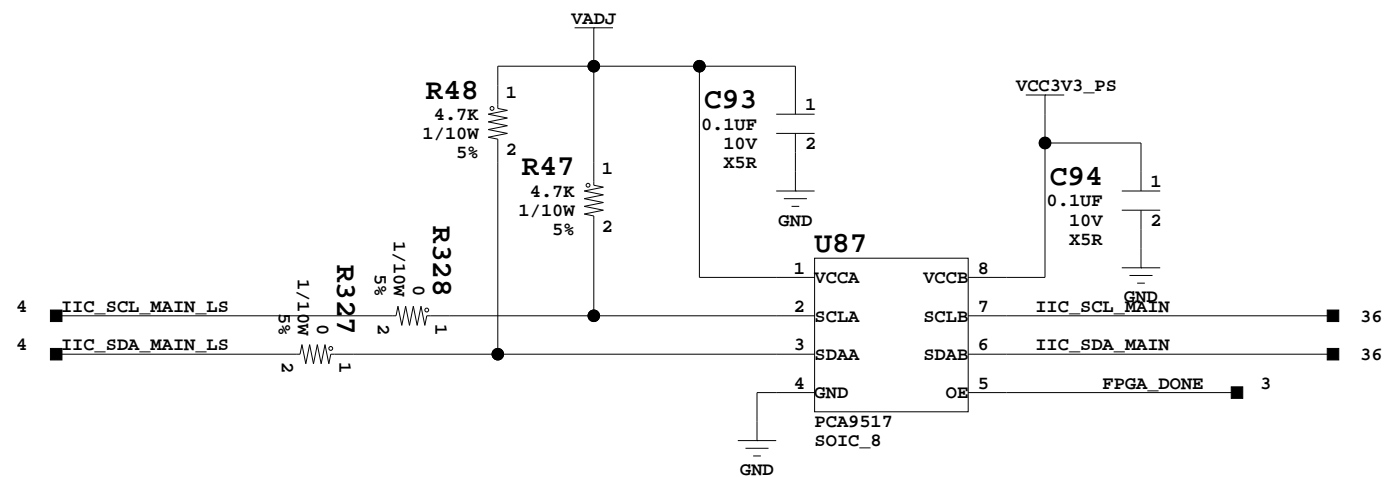 VADJ
R48
1
4.7K
1/10W
5%
2
R47
1
4.7K
1/10W
5%
2
C93
1
0.1UF
10V
2
X5R
GND
VCC3V3_PS
C94
1
0.1UF
10V
2
X5R
GND
R328
0
1/10W
5%
2
1
R327
0
1/10W
5%
2
1
U87
1 VCCA VCCB 8
4 IIC_SCL_MAIN_LS
2 SCLA SCLB 7 IIC_SCL_MAIN 36
4 IIC_SDA_MAIN_LS
3 SDAA SDAB 6 IIC_SDA_MAIN 36
4 GND OE 5 FPGA_DONE 3
PCA9517
SOIC_8
GND